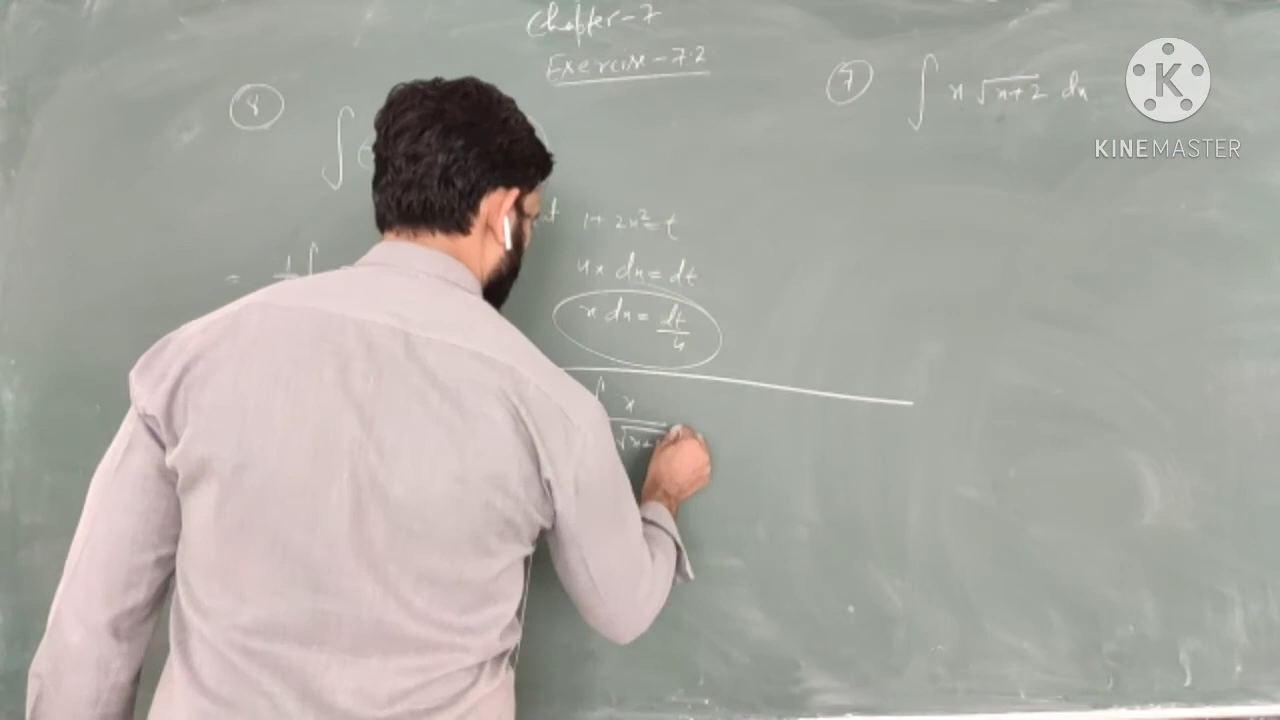 Chapter-7
Exercise-7.2
⑧
∫
1+2x²=t
4x dx=dt
x dx=dt/4
=
∫ x
√x+
⑦ ∫ x √x+2 dx
K
KINEMASTER